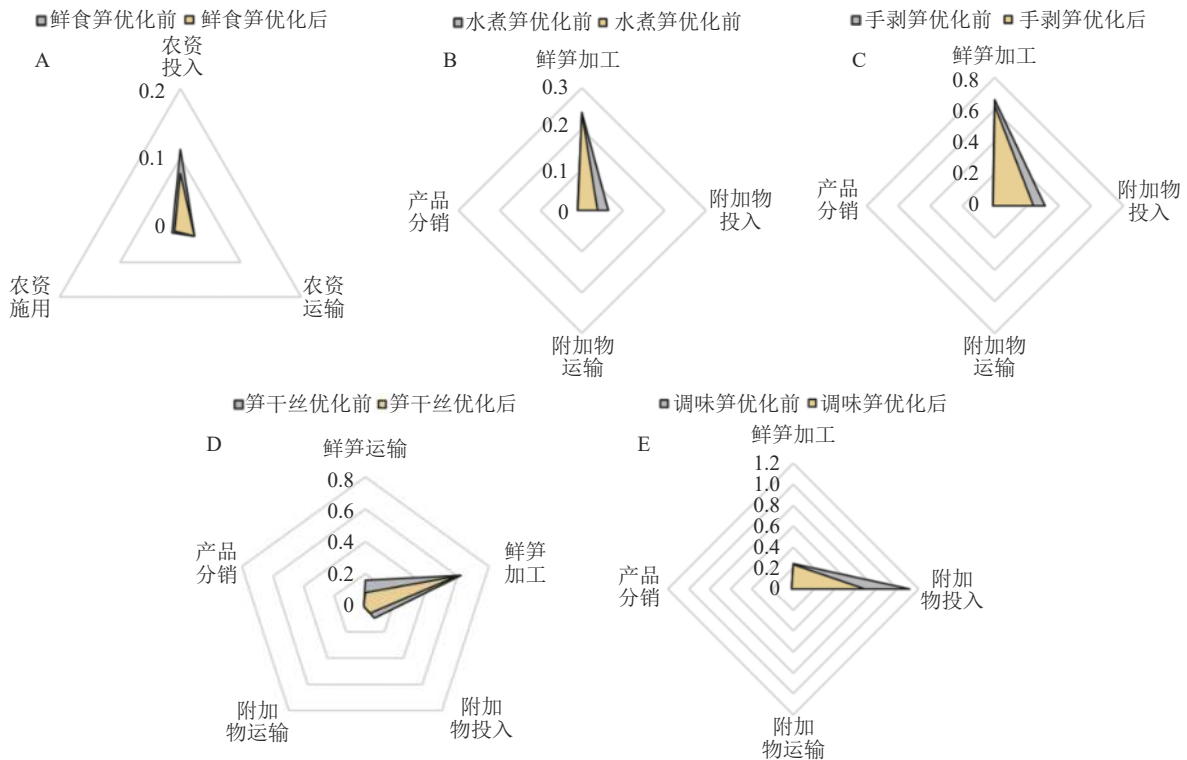 鲜食笋优化前 鲜食笋优化后
A
农资
投入
0.2
0.1
0
农资
施用
农资
运输
水煮笋优化前 水煮笋优化前
B
鲜笋加工
0.3
0.2
0.1
0
产品
分销
附加物
投入
附加物
运输
手剥笋优化前 手剥笋优化后
C
鲜笋加工
0.8
0.6
0.4
0.2
0
产品
分销
附加物
投入
附加物
运输
笋干丝优化前 笋干丝优化后
D
鲜笋运输
0.8
0.6
0.4
0.2
0
产品
分销
鲜笋
加工
附加
物运输
附加
物投入
调味笋优化前 调味笋优化后
E
鲜笋加工
1.2
1.0
0.8
0.6
0.4
0.2
0
产品
分销
附加
物投入
附加
物运输